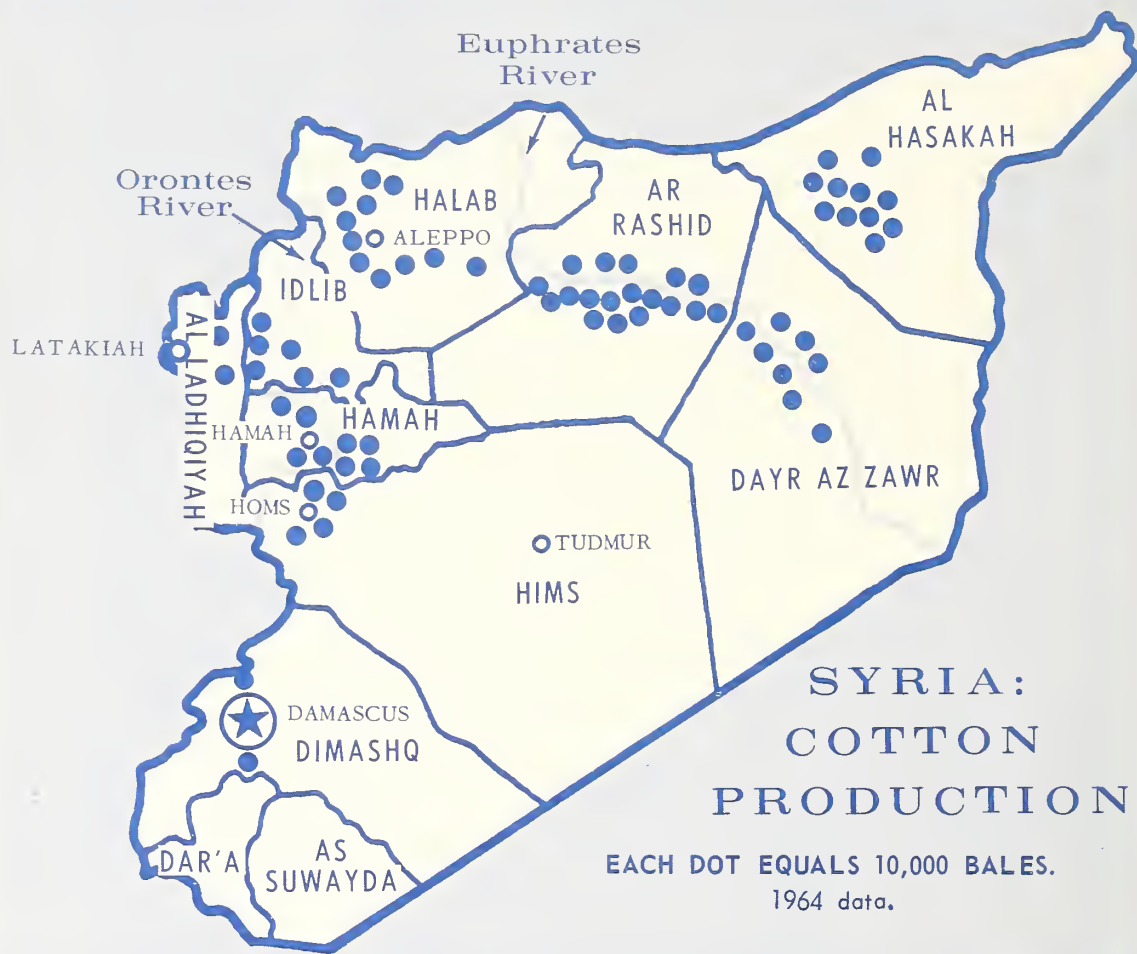 Euphrates
River
AL
HASAKAH
Orontes
River
HALAB
ALEPPO
AR
RASHID
IDLIB
LATAKIAH
AL LADHIQIYAH
HAMAH
HAMAH
HOMS
DAYR AZ ZAWR
TUDMUR
HIMS
DAMASCUS
DIMASHQ
DAR'A
AS
SUWAYDA
SYRIA:
COTTON
PRODUCTION
EACH DOT EQUALS 10,000 BALES.
1964 data.